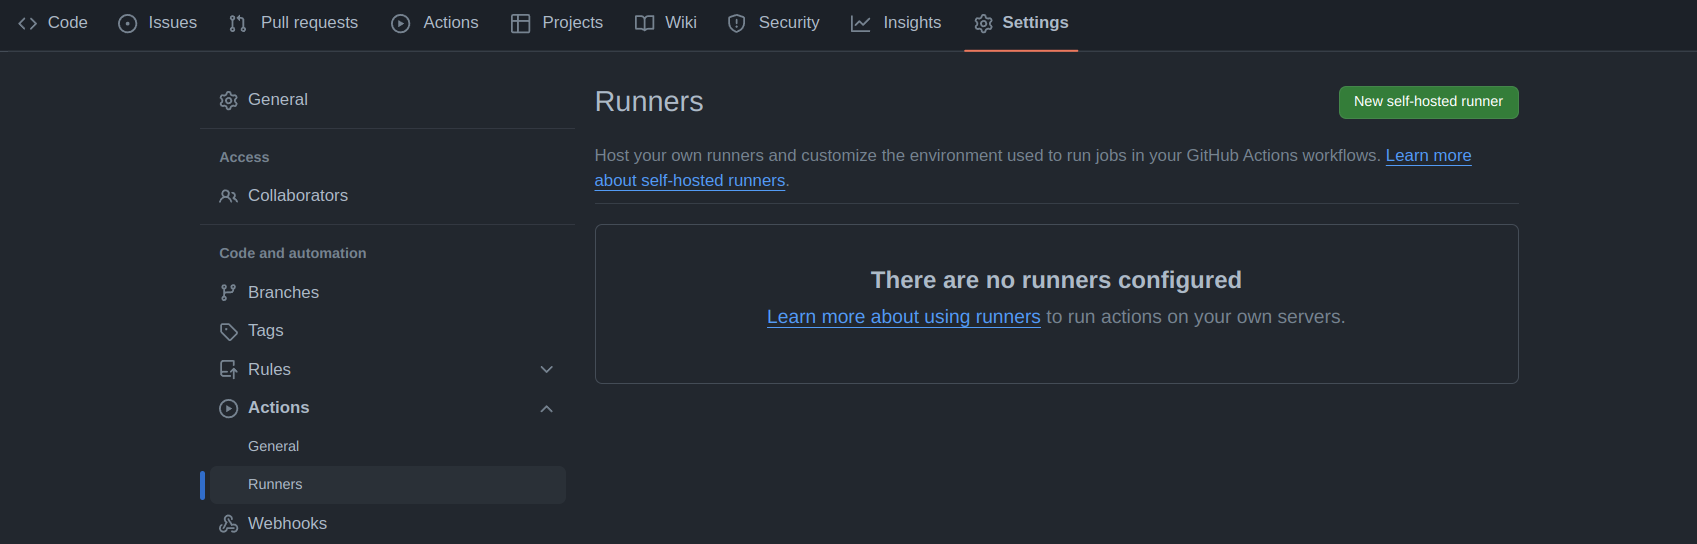 Code Issues Pull requests Actions Projects Wiki Security Insights Settings
General
Access
Collaborators
Code and automation
Branches
Tags
Rules
Actions
General
Runners
Webhooks
Runners
New self-hosted runner
Host your own runners and customize the environment used to run jobs in your GitHub Actions workflows. Learn more
about self-hosted runners.
There are no runners configured
Learn more about using runners to run actions on your own servers.